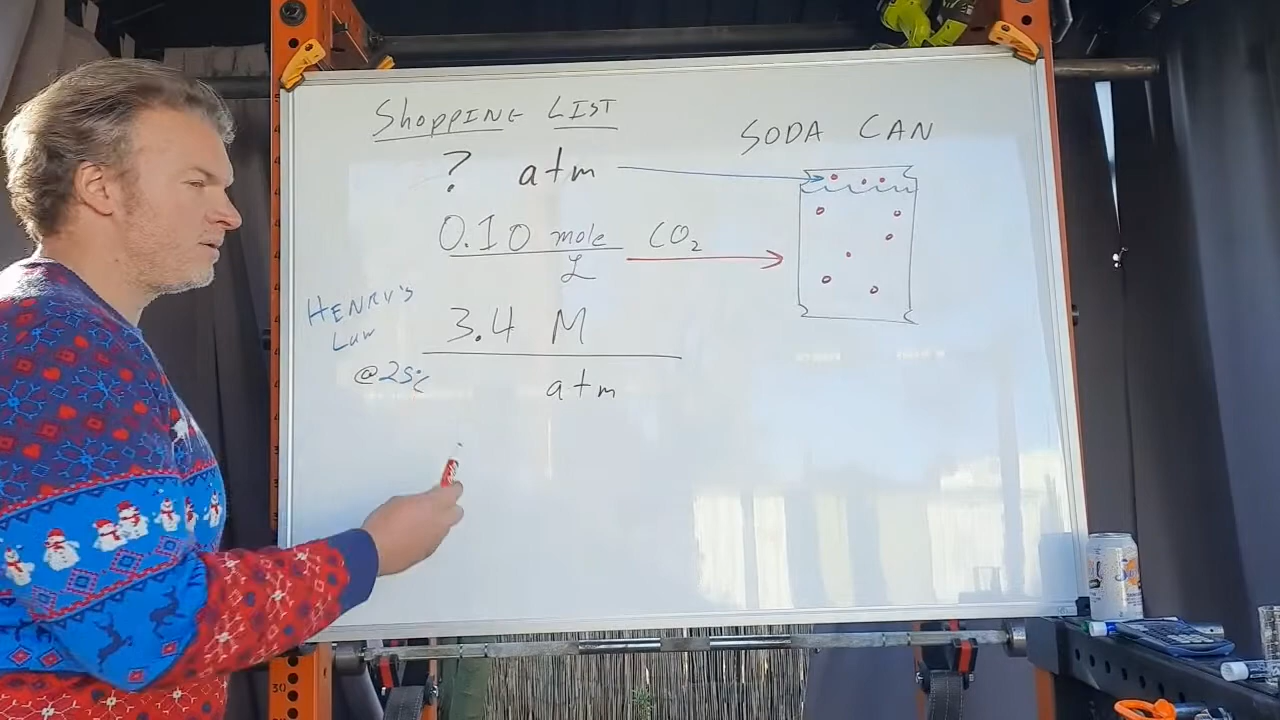 Shopping List
SODA CAN
? atm
0.10 mole CO2
L
HENRY's
Law
3.4 M
@25°C
atm